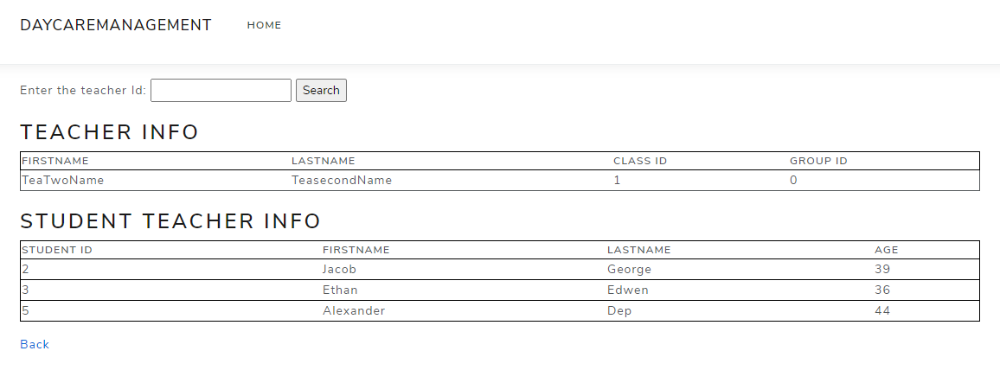 DAYCAREMANAGEMENT HOME
Enter the teacher Id: Search
TEACHER INFO
FIRSTNAME LASTNAME CLASS ID GROUP ID
TeaTwoName TeasecondName 1 0
STUDENT TEACHER INFO
STUDENT ID FIRSTNAME LASTNAME AGE
2 Jacob George 39
3 Ethan Edwen 36
5 Alexander Dep 44
Back